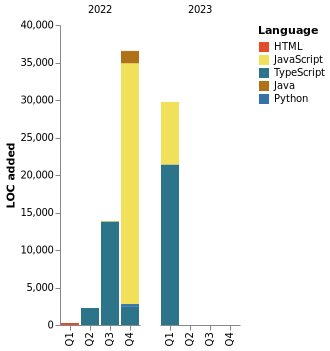 2022 2023
Language
HTML
JavaScript
TypeScript
Java
Python
LOC added
40,000
35,000
30,000
25,000
20,000
15,000
10,000
5,000
0
Q1 Q2 Q3 Q4 Q1 Q2 Q3 Q4